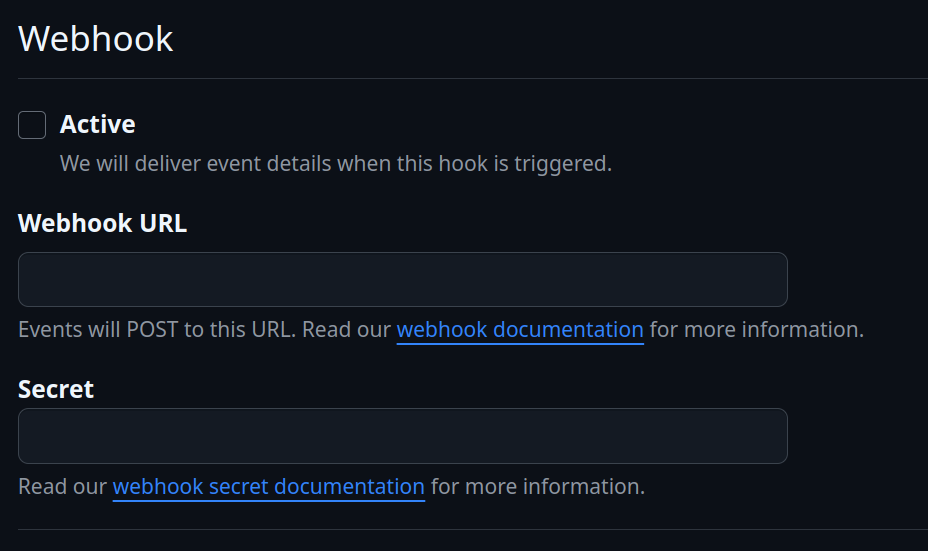 Webhook
Active
We will deliver event details when this hook is triggered.
Webhook URL
Events will POST to this URL. Read our webhook documentation for more information.
Secret
Read our webhook secret documentation for more information.